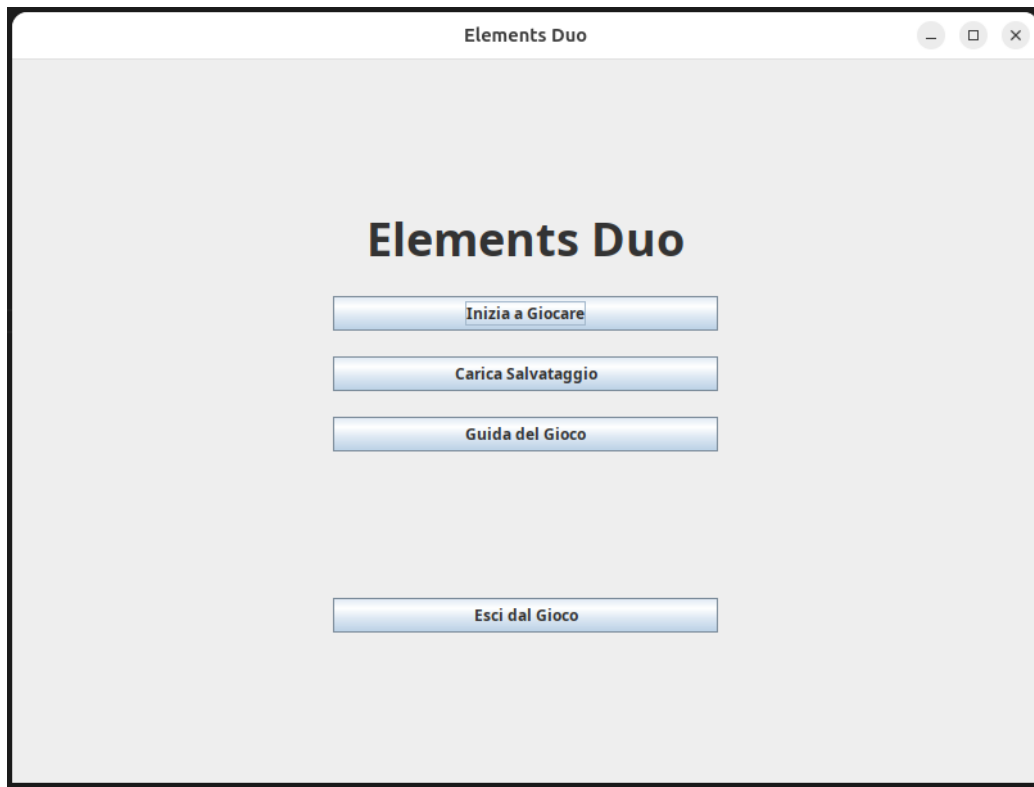 Elements Duo
Elements Duo
Inizia a Giocare
Carica Salvataggio
Guida del Gioco
Esci dal Gioco